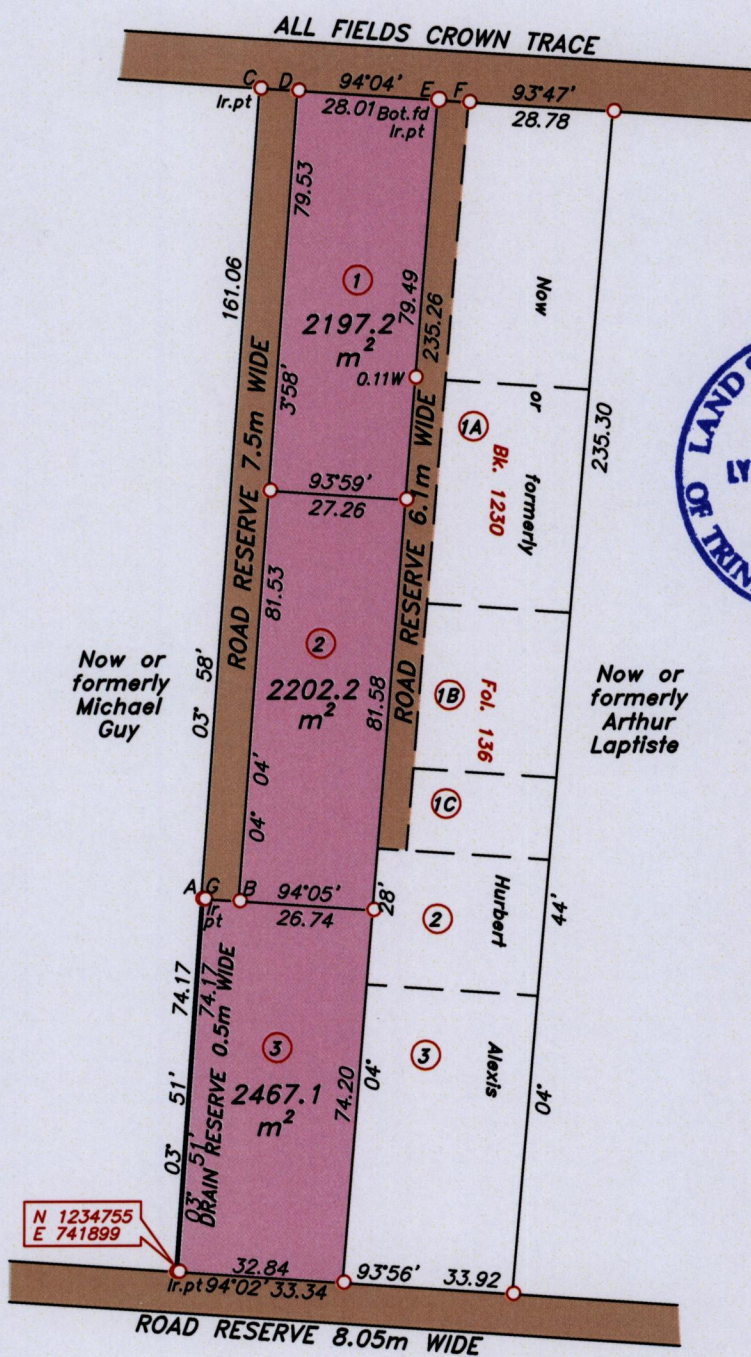 ALL FIELDS CROWN TRACE
C
D
94°04'
E
F
93°47'
Ir.pt
28.01
Bot.fd
Ir.pt
28.78
79.53
161.06
1
2197.2
m²
79.49
235.26
Now
or
formerly
0.11W
3°58'
ROAD RESERVE 7.5m WIDE
ROAD RESERVE 6.1m WIDE
1A
Bk. 1230
235.30
LAND
LY
OF TRIN
93°59'
27.26
81.53
2
2202.2
m²
81.58
Now or
formerly
Michael
Guy
03° 58'
04° 04'
1B
Fol. 136
Now or
formerly
Arthur
Laptiste
1C
A
G
B
Ir
pt
94°05'
26.74
28'
2
Hurbert
44'
74.17
74.17
DRAIN RESERVE 0.5m WIDE
3
2467.1
m²
74.20
04°
3
Alexis
04°
03° 51'
03° 51'
N 1234755
E 741899
32.84
Ir.pt
94°02'
33.34
93°56'
33.92
ROAD RESERVE 8.05m WIDE